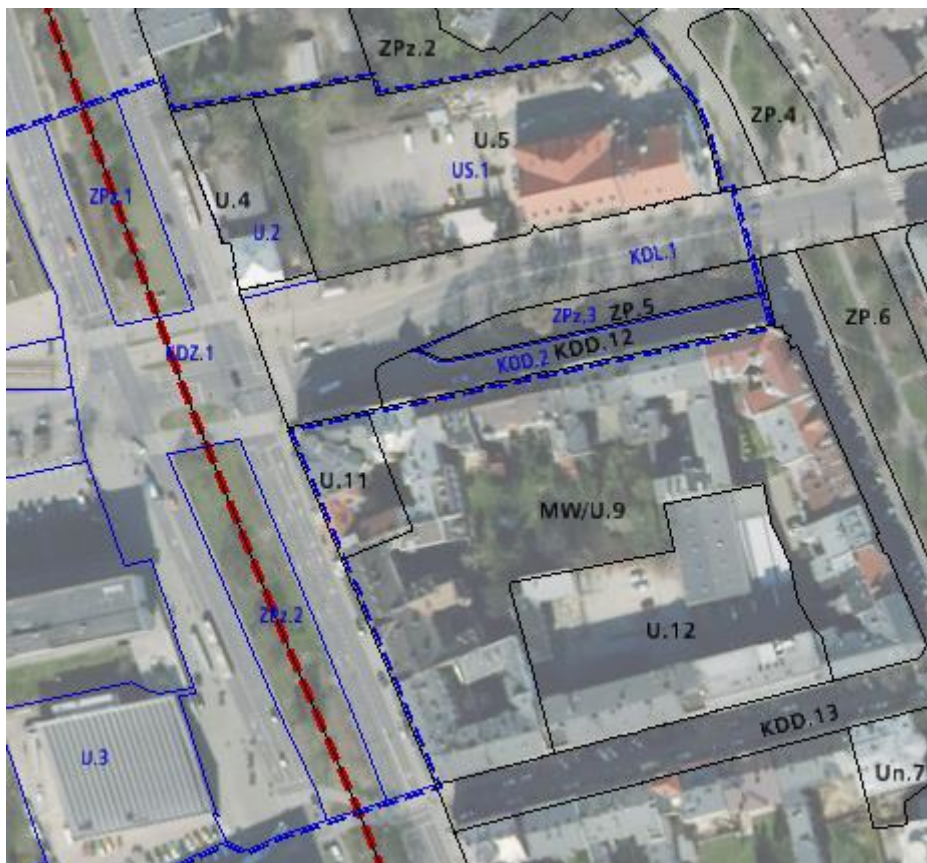 ZPz.2
ZP.4
U.5
US.1
ZPz.1
U.4
U.2
KDL.1
ZPz.3
ZP.5
ZP.6
KDZ.1
KDD.2
KDD.12
U.11
MW/U.9
ZPz.2
U.12
KDD.13
U.3
Un.7